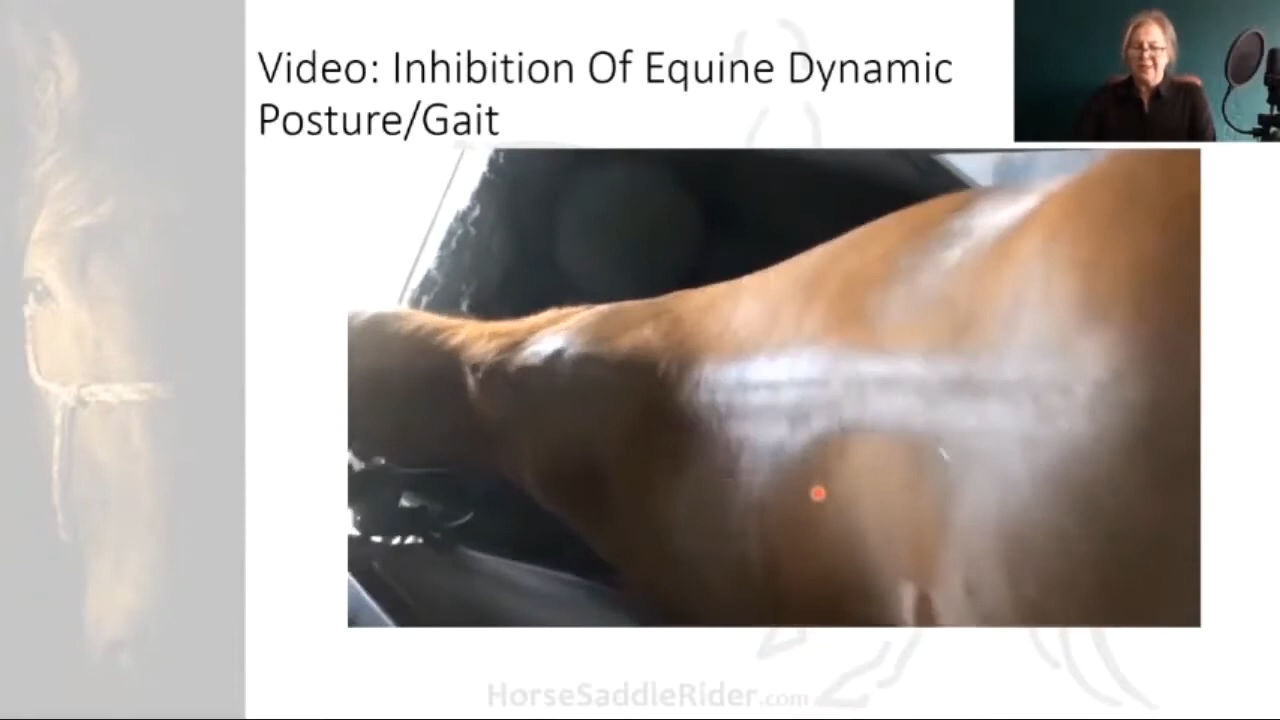 Video: Inhibition Of Equine Dynamic
Posture/Gait
HorseSaddleRider.com